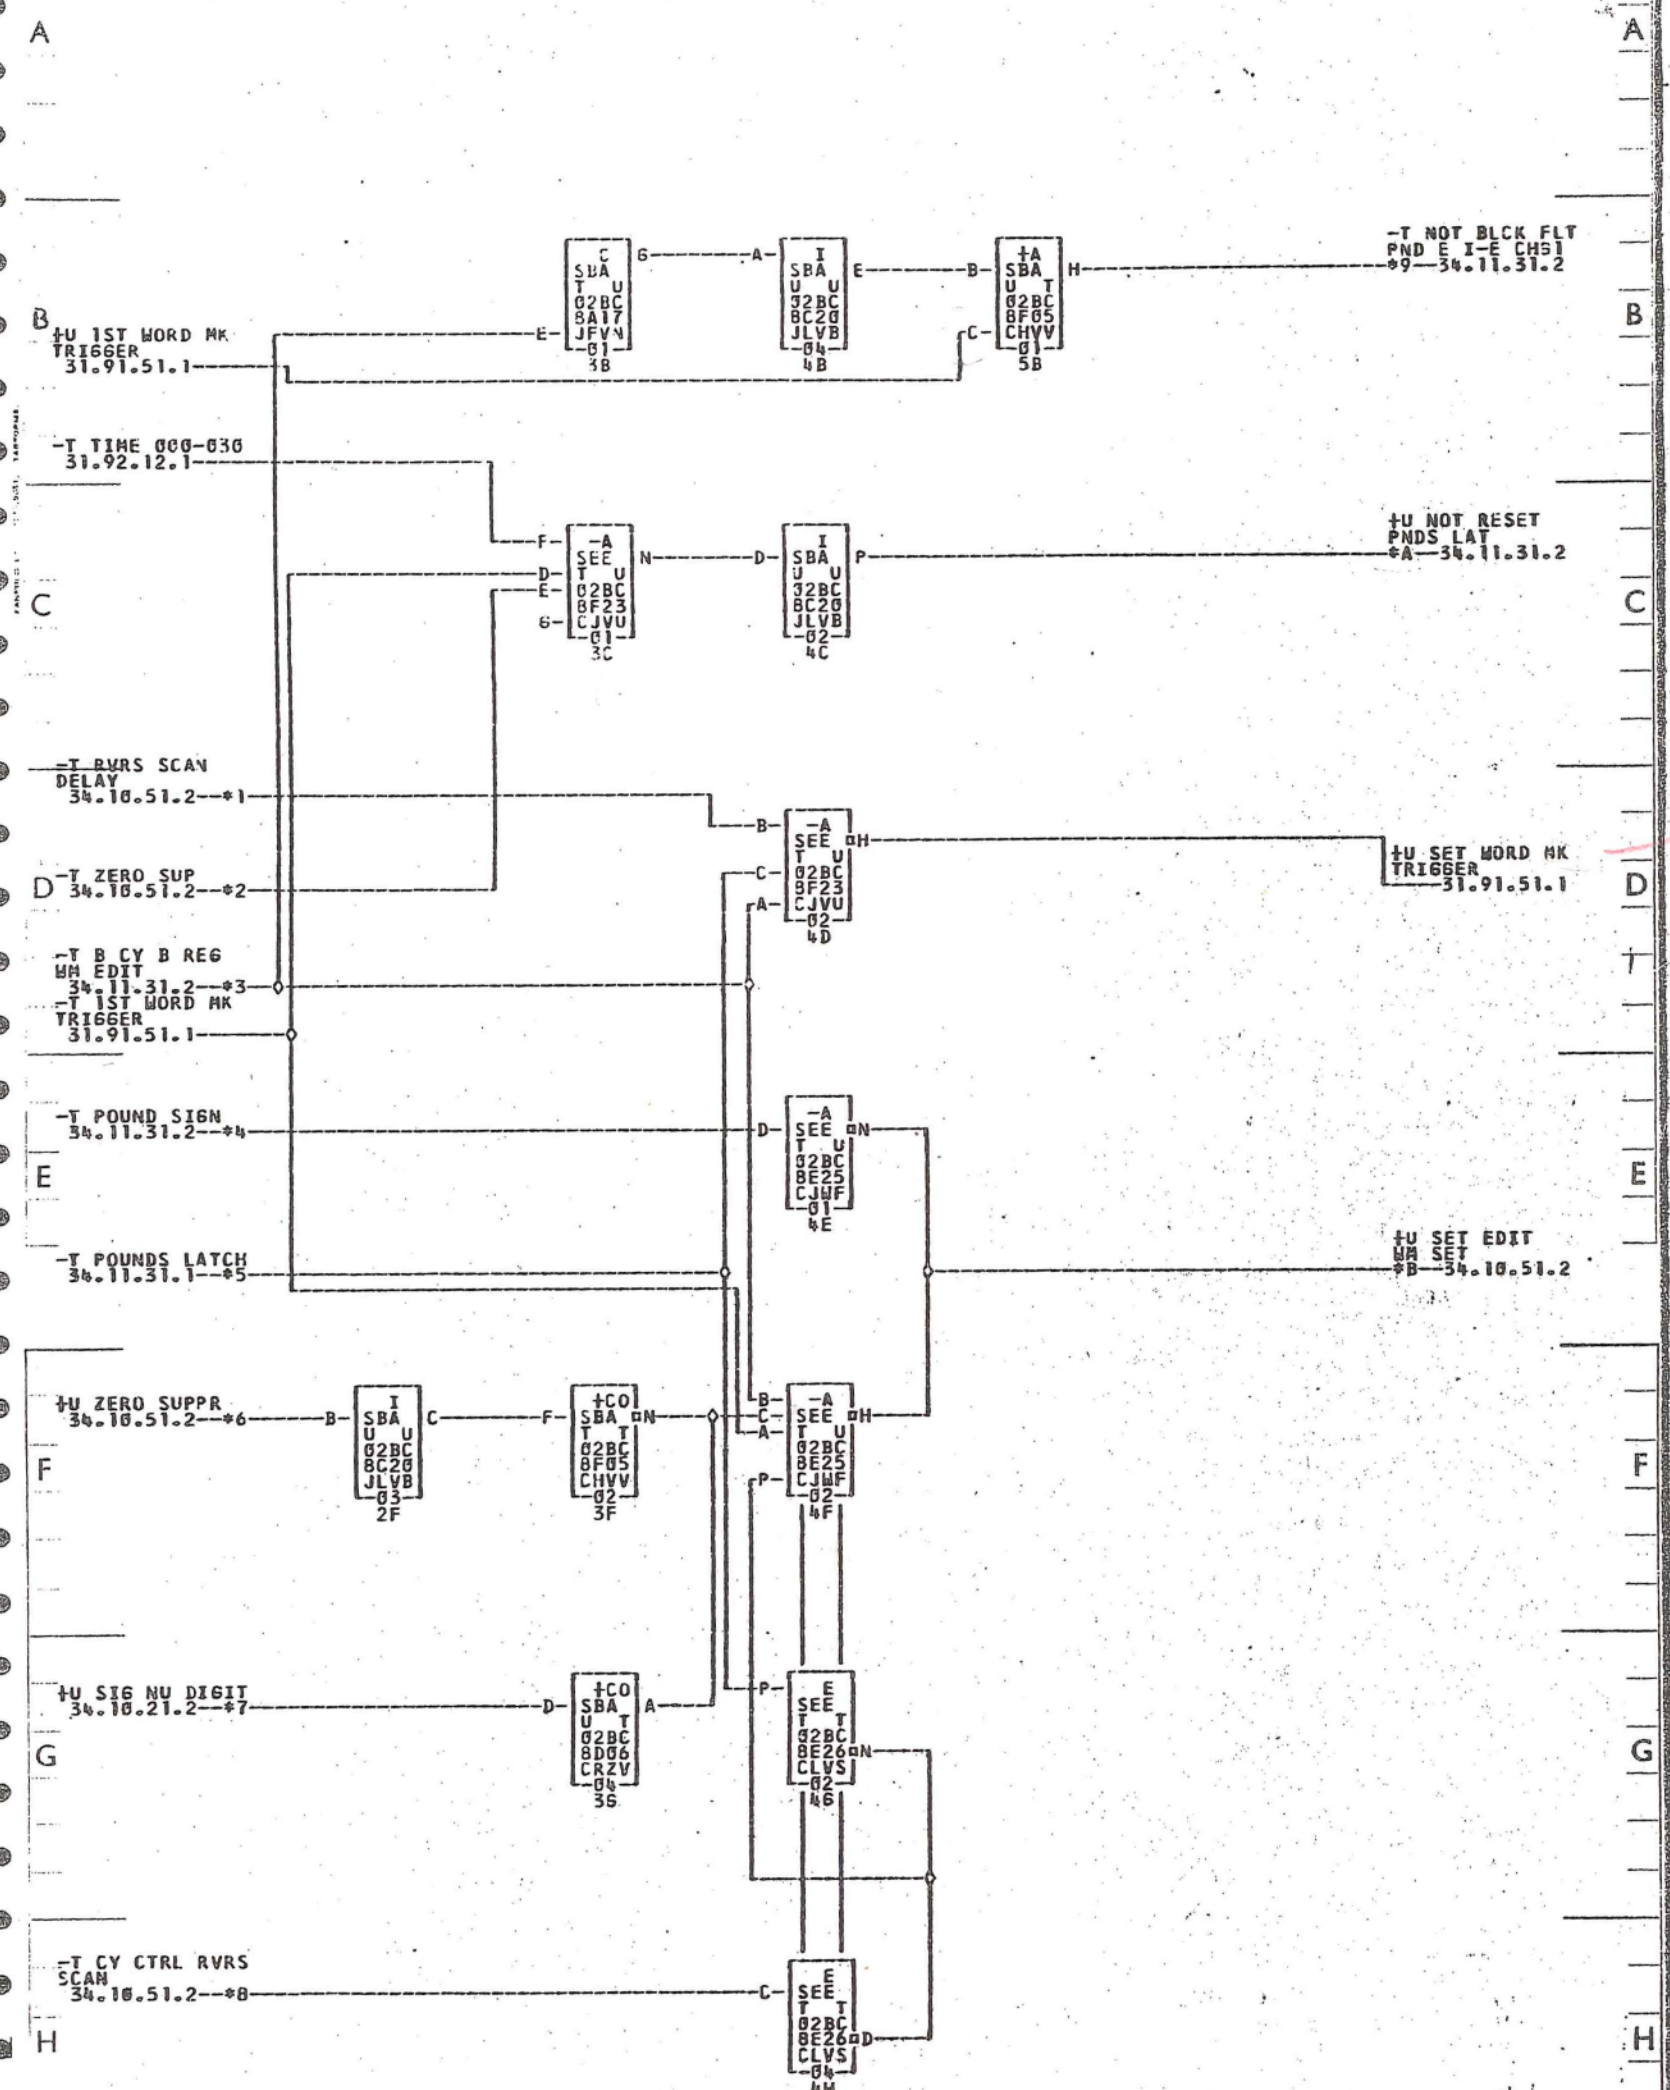 A A
-T NOT BLCK FLT
PND E I-E CHS1
*9--34.11.31.2
C
SBA
T U
02BC
8A17
JFVN
-01-
3B
G
E
A
I
SBA
U U
02BC
BC20
JLVB
-04-
4B
E
B
C
+A
SBA
U T
02BC
8F05
CHVV
-01-
5B
H
B B
+U 1ST WORD MK
TRIGGER
31.91.51.1
-T TIME 000-030
31.92.12.1
+U NOT RESET
PNDS LAT
*A--34.11.31.2
F
D
E
G
-A
SEE
T U
02BC
8F23
CJVU
-01-
3C
N
D
I
SBA
U U
02BC
BC20
JLVB
-02-
4C
P
C C
-T RVRS SCAN
DELAY
34.10.51.2--*1
B
C
A
-A
SEE
T U
02BC
8F23
CJVU
-02-
4D
H
+U SET WORD MK
TRIGGER
31.91.51.1
D D
-T ZERO SUP
34.10.51.2--*2
-T B CY B REG
WM EDIT
34.11.31.2--*3
-T 1ST WORD MK
TRIGGER
31.91.51.1
-T POUND SIGN
34.11.31.2--*4
D
-A
SEE
T U
02BC
8E25
CJWF
-01-
4E
N
E E
-T POUNDS LATCH
34.11.31.1--*5
+U SET EDIT
WM SET
*B--34.10.51.2
+U ZERO SUPPR
34.10.51.2--*6
B
I
SBA
U U
02BC
8C20
JLVB
-03-
2F
C
F
+CO
SBA
T T
02BC
8F05
CHVV
-02-
3F
N
B
C
A
P
-A
SEE
T U
02BC
8E25
CJWF
-02-
4F
H
F F
+U SIG NU DIGIT
34.10.21.2--*7
D
+CO
SBA
U T
02BC
8D06
CRZV
-04-
3G
A
P
E
SEE
T T
02BC
8E26
CLVS
-02-
4G
N
G G
-T CY CTRL RVRS
SCAN
34.10.51.2--*8
C
E
SEE
T T
02BC
8E26
CLVS
-04-
4H
D
H H